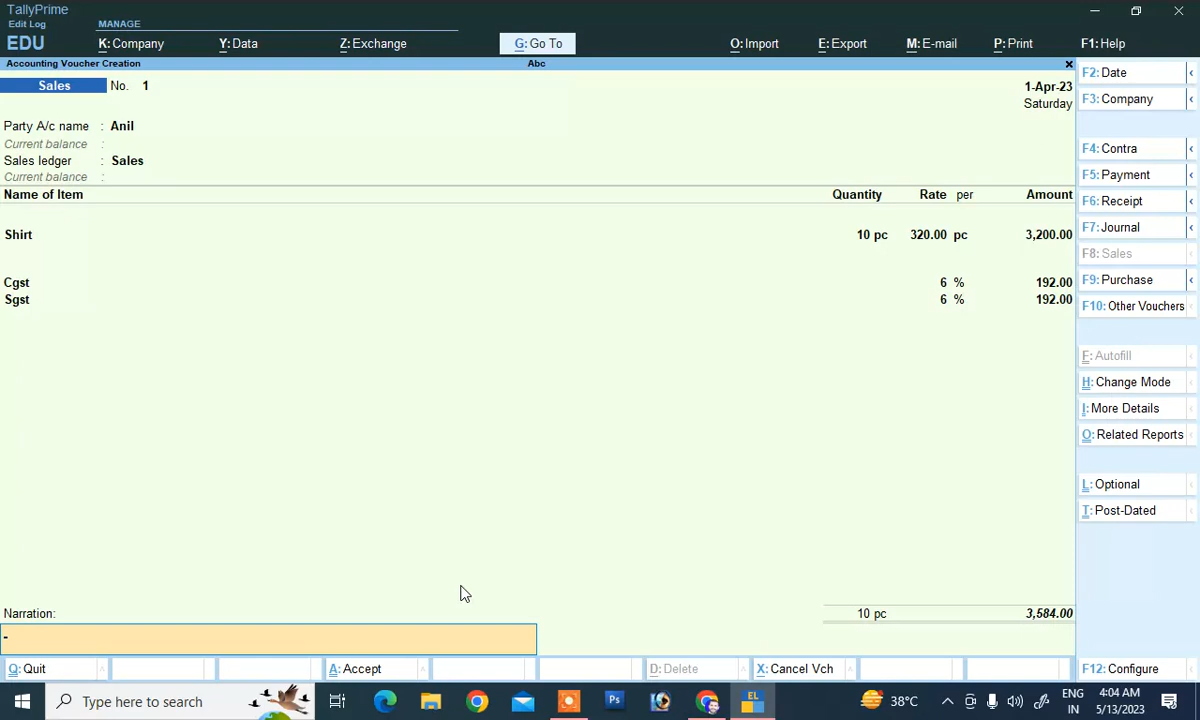 TallyPrime
Edit Log
EDU
MANAGE
K: Company
Y: Data
Z: Exchange
G: Go To
O: Import
E: Export
M: E-mail
P: Print
F1: Help
Accounting Voucher Creation
Abc
Sales
No. 1
1-Apr-23
Saturday
Party A/c name : Anil
Current balance :
Sales ledger : Sales
Current balance :
Name of Item Quantity Rate per Amount
Shirt 10 pc 320.00 pc 3,200.00
Cgst 6 % 192.00
Sgst 6 % 192.00
Narration:
10 pc 3,584.00
F2: Date
F3: Company
F4: Contra
F5: Payment
F6: Receipt
F7: Journal
F8: Sales
F9: Purchase
F10: Other Vouchers
F: Autofill
H: Change Mode
I: More Details
O: Related Reports
L: Optional
T: Post-Dated
Q: Quit
A: Accept
D: Delete
X: Cancel Vch
F12: Configure
Type here to search
Ps
EL
38°C
ENG
IN
4:04 AM
5/13/2023